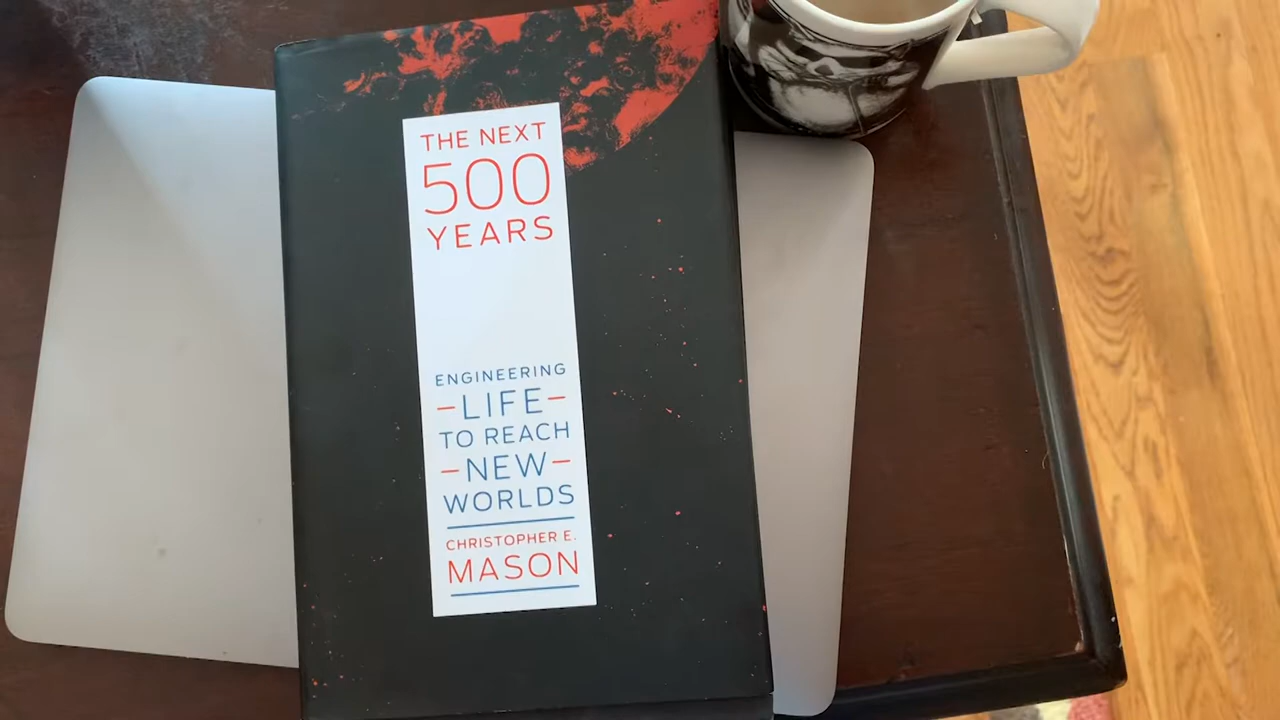 THE NEXT
500
YEARS
ENGINEERING
LIFE
TO REACH
NEW
WORLDS
CHRISTOPHER E.
MASON